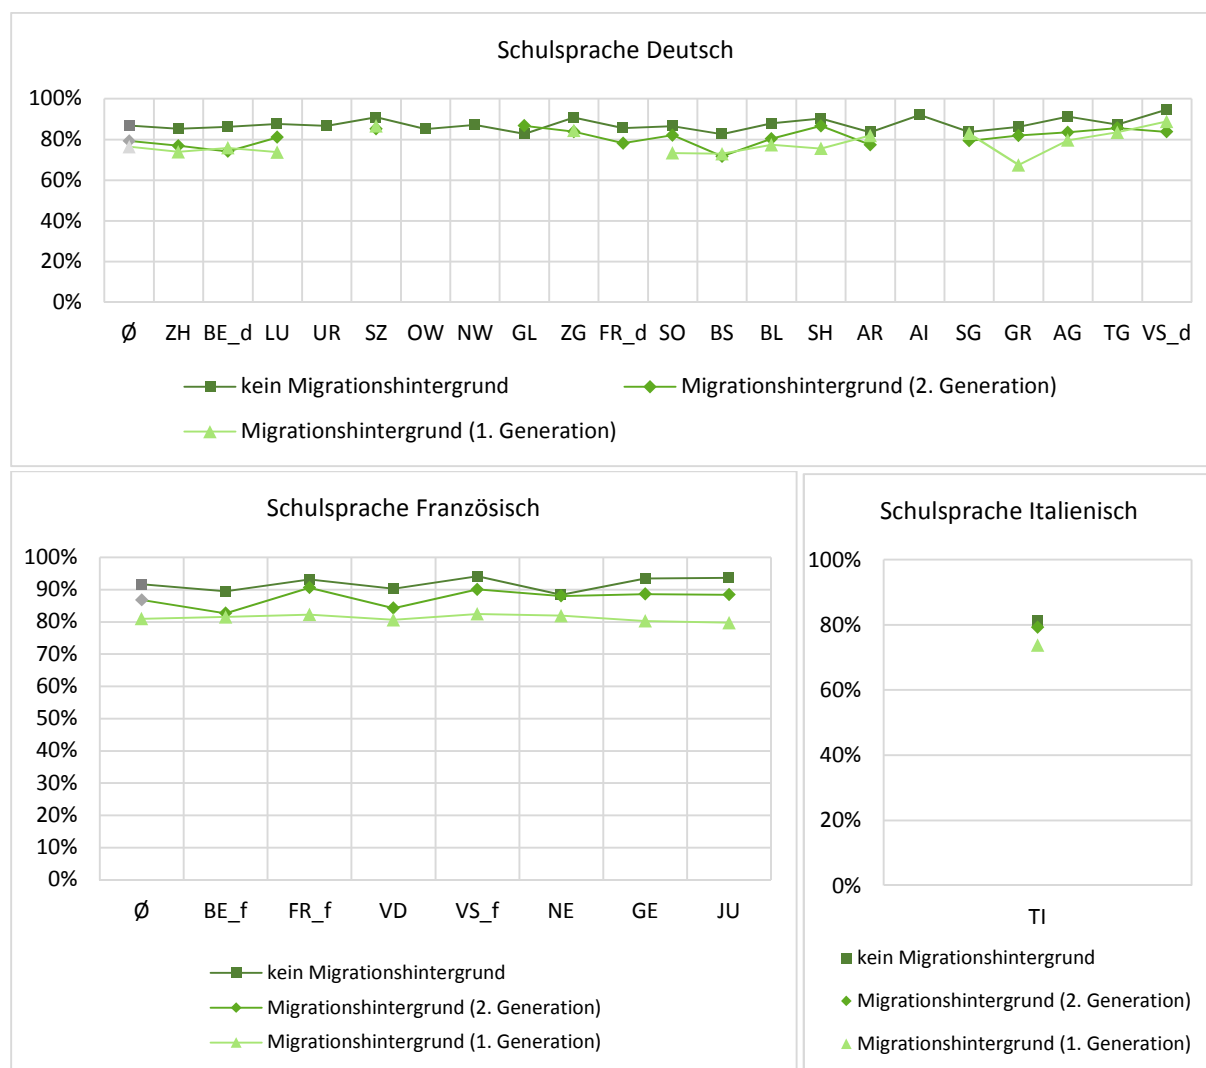 Schulsprache Deutsch
100%
80%
60%
40%
20%
0%
Ø ZH BE_d LU UR SZ OW NW GL ZG FR_d SO BS BL SH AR AI SG GR AG TG VS_d
kein Migrationshintergrund Migrationshintergrund (2. Generation)
Migrationshintergrund (1. Generation)
Schulsprache Französisch
100%
90%
80%
70%
60%
50%
40%
30%
20%
10%
0%
Ø BE_f FR_f VD VS_f NE GE JU
kein Migrationshintergrund
Migrationshintergrund (2. Generation)
Migrationshintergrund (1. Generation)
Schulsprache Italienisch
100%
80%
60%
40%
20%
0%
TI
kein Migrationshintergrund
Migrationshintergrund (2. Generation)
Migrationshintergrund (1. Generation)